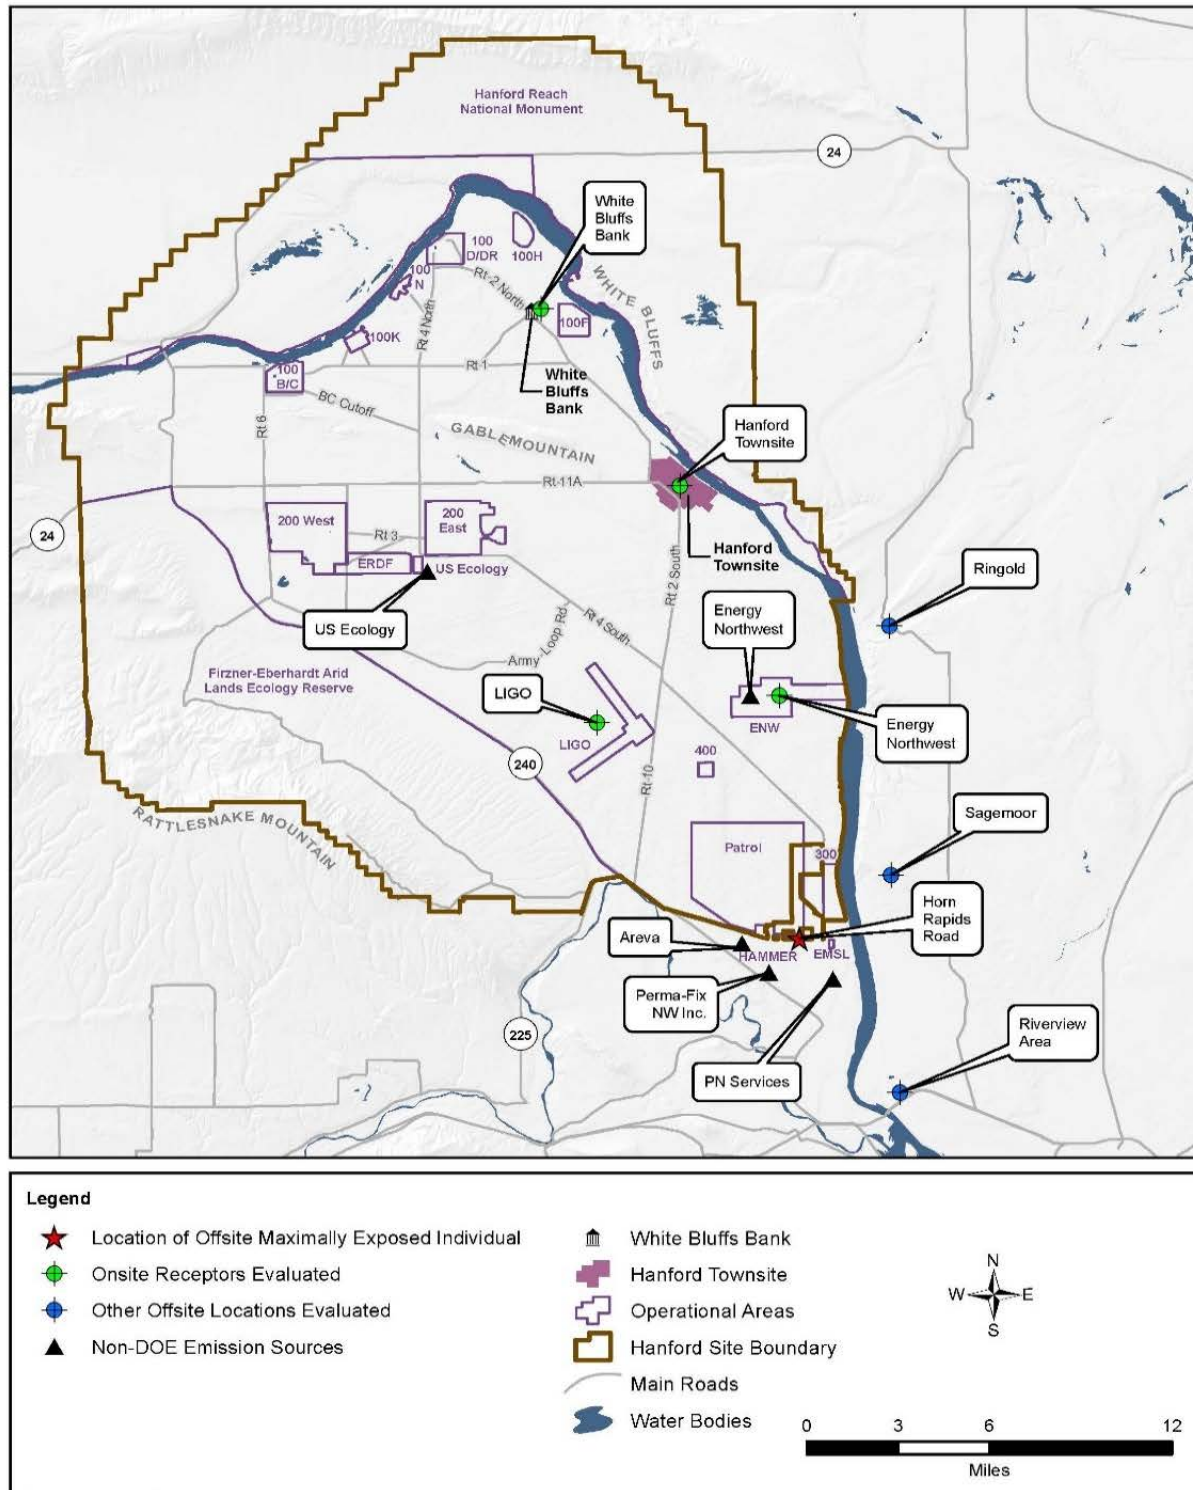 Hanford Reach
National Monument
24
White
Bluffs
Bank
100
D/DR
100H
100
N
Rt-2 North
WHITE BLUFFS
100F
Rt 4 North
100K
Rt 1
White
Bluffs
Bank
100
B/C
BC Cutoff
Rt 6
GABLEMOUNTAIN
Hanford
Townsite
Rt-11A
24
200 West
200
East
Rt 3
ERDF
US Ecology
Hanford
Townsite
Rt 2 South
Ringold
US Ecology
Energy
Northwest
Rt 4 South
Army-Loop Rd
Firzner-Eberhardt Arid
Lands Ecology Reserve
LIGO
LIGO
ENW
Energy
Northwest
240
400
Rt-10
RATTLESNAKE MOUNTAIN
Sagemoor
Patrol
300
Horn
Rapids
Road
Areva
HAMMER
EMSL
Perma-Fix
NW Inc.
225
Riverview
Area
PN Services
Legend
Location of Offsite Maximally Exposed Individual
Onsite Receptors Evaluated
Other Offsite Locations Evaluated
Non-DOE Emission Sources
White Bluffs Bank
Hanford Townsite
Operational Areas
Hanford Site Boundary
Main Roads
Water Bodies
N
W E
S
0 3 6 12
Miles